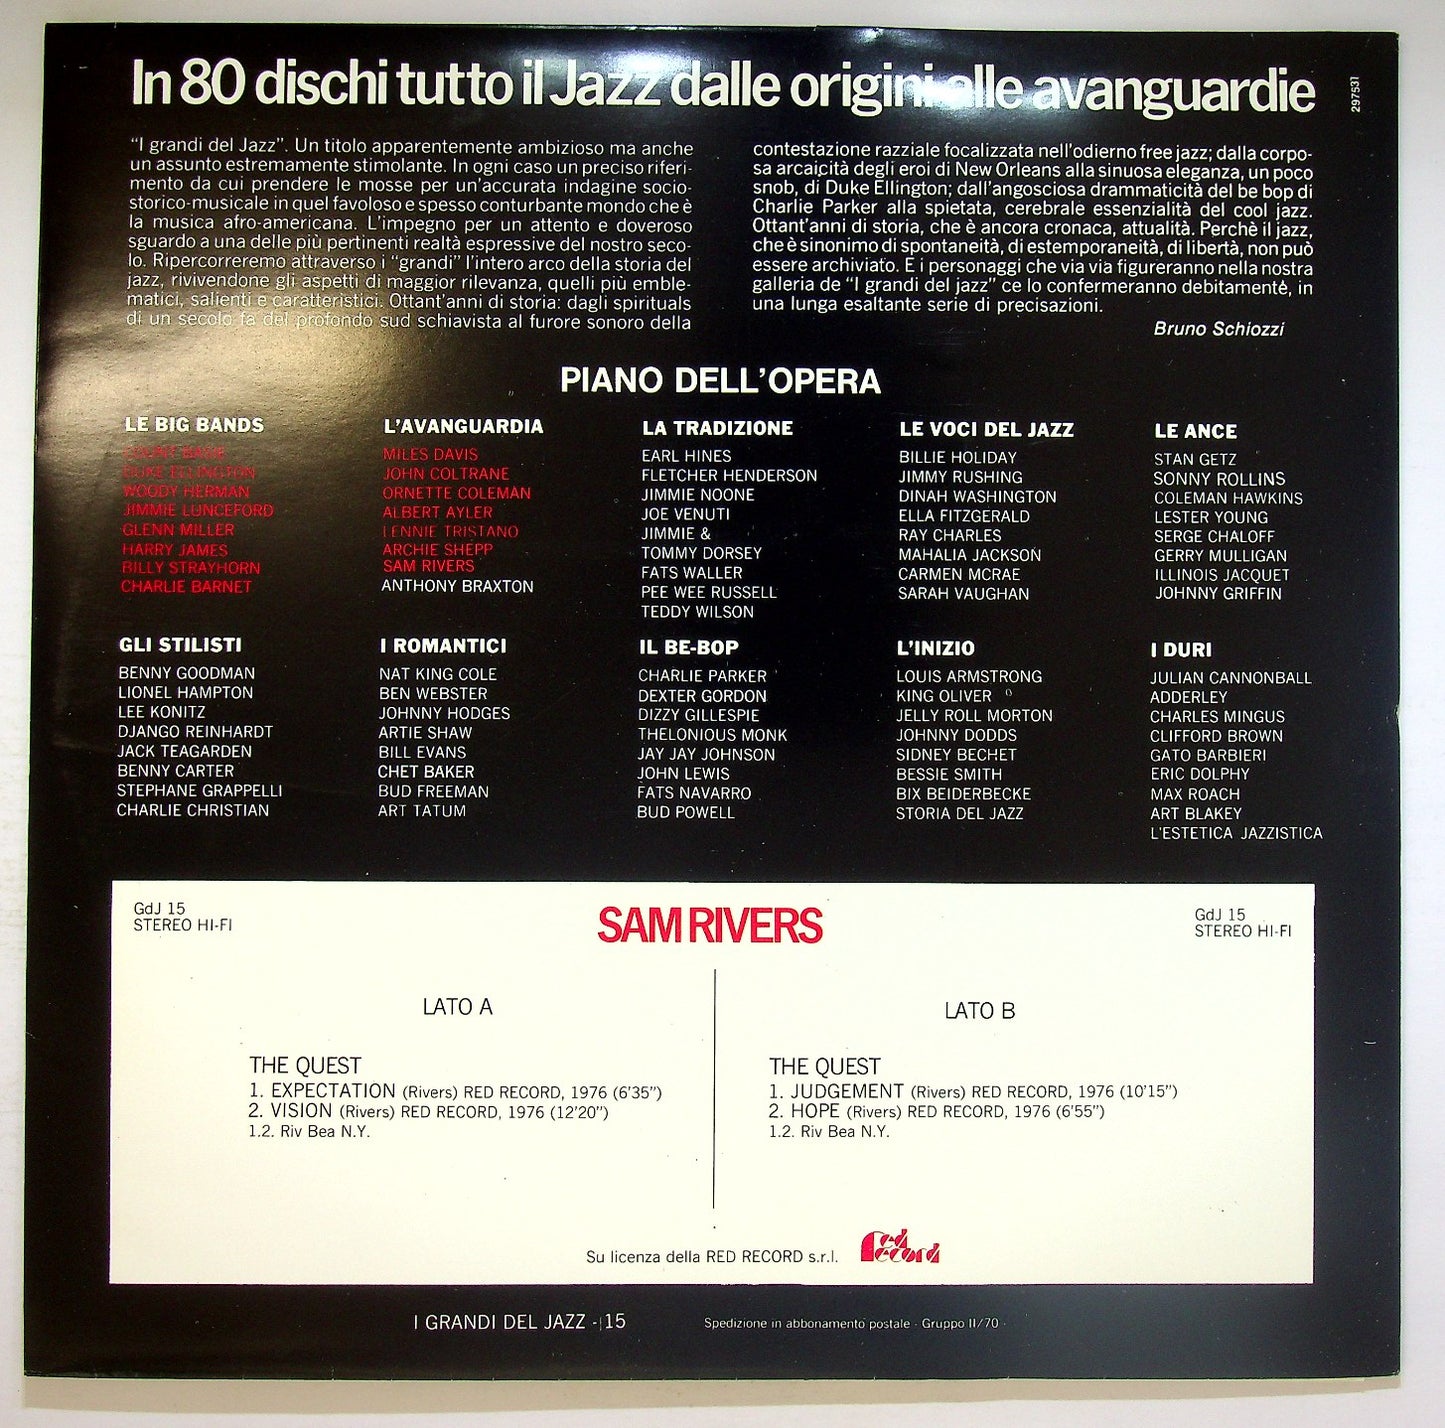 In 80 dischi tutto il Jazz dalle origini alle avanguardie
297531
“I grandi del Jazz”. Un titolo apparentemente ambizioso ma anche
un assunto estremamente stimolante. In ogni caso un preciso riferi-
mento da cui prendere le mosse per un'accurata indagine socio-
storico-musicale in quel favoloso e spesso conturbante mondo che è
la musica afro-americana. L'impegno per un attento e doveroso
sguardo a una delle più pertinenti realtà espressive del nostro seco-
lo. Ripercorreremo attraverso i “grandi” l'intero arco della storia del
jazz, rivivendone gli aspetti di maggior rilevanza, quelli più emble-
matici, salienti e caratteristici. Ottant'anni di storia: dagli spirituals
di un secolo fa del profondo sud schiavista al furore sonoro della
contestazione razziale focalizzata nell'odierno free jazz; dalla corpo-
sa arcaicità degli eroi di New Orleans alla sinuosa eleganza, un poco
snob, di Duke Ellington; dall'angosciosa drammaticità del be bop di
Charlie Parker alla spietata, cerebrale essenzialità del cool jazz.
Ottant'anni di storia, che è ancora cronaca, attualità. Perchè il jazz,
che è sinonimo di spontaneità, di estemporaneità, di libertà, non può
essere archiviato. E i personaggi che via via figureranno nella nostra
galleria de “I grandi del jazz” ce lo confermeranno debitamente, in
una lunga esaltante serie di precisazioni.
Bruno Schiozzi
PIANO DELL'OPERA
LE BIG BANDS
COUNT BASIE
DUKE ELLINGTON
WOODY HERMAN
JIMMIE LUNCEFORD
GLENN MILLER
HARRY JAMES
BILLY STRAYHORN
CHARLIE BARNET
L'AVANGUARDIA
MILES DAVIS
JOHN COLTRANE
ORNETTE COLEMAN
ALBERT AYLER
LENNIE TRISTANO
ARCHIE SHEPP
SAM RIVERS
ANTHONY BRAXTON
LA TRADIZIONE
EARL HINES
FLETCHER HENDERSON
JIMMIE NOONE
JOE VENUTI
JIMMIE &
TOMMY DORSEY
FATS WALLER
PEE WEE RUSSELL
TEDDY WILSON
LE VOCI DEL JAZZ
BILLIE HOLIDAY
JIMMY RUSHING
DINAH WASHINGTON
ELLA FITZGERALD
RAY CHARLES
MAHALIA JACKSON
CARMEN MCRAE
SARAH VAUGHAN
LE ANCE
STAN GETZ
SONNY ROLLINS
COLEMAN HAWKINS
LESTER YOUNG
SERGE CHALOFF
GERRY MULLIGAN
ILLINOIS JACQUET
JOHNNY GRIFFIN
GLI STILISTI
BENNY GOODMAN
LIONEL HAMPTON
LEE KONITZ
DJANGO REINHARDT
JACK TEAGARDEN
BENNY CARTER
STEPHANE GRAPPELLI
CHARLIE CHRISTIAN
I ROMANTICI
NAT KING COLE
BEN WEBSTER
JOHNNY HODGES
ARTIE SHAW
BILL EVANS
CHET BAKER
BUD FREEMAN
ART TATUM
IL BE-BOP
CHARLIE PARKER
DEXTER GORDON
DIZZY GILLESPIE
THELONIOUS MONK
JAY JAY JOHNSON
JOHN LEWIS
FATS NAVARRO
BUD POWELL
L'INIZIO
LOUIS ARMSTRONG
KING OLIVER
JELLY ROLL MORTON
JOHNNY DODDS
SIDNEY BECHET
BESSIE SMITH
BIX BEIDERBECKE
STORIA DEL JAZZ
I DURI
JULIAN CANNONBALL
ADDERLEY
CHARLES MINGUS
CLIFFORD BROWN
GATO BARBIERI
ERIC DOLPHY
MAX ROACH
ART BLAKEY
L'ESTETICA JAZZISTICA
GdJ 15
STEREO HI-FI
SAM RIVERS
GdJ 15
STEREO HI-FI
LATO A
THE QUEST
1. EXPECTATION (Rivers) RED RECORD, 1976 (6'35”)
2. VISION (Rivers) RED RECORD, 1976 (12'20”)
1.2. Riv Bea N.Y.
LATO B
THE QUEST
1. JUDGEMENT (Rivers) RED RECORD, 1976 (10'15”)
2. HOPE (Rivers) RED RECORD, 1976 (6'55”)
1.2. Riv Bea N.Y.
Su licenza della RED RECORD s.r.l.
Red Record
I GRANDI DEL JAZZ - 15
Spedizione in abbonamento postale - Gruppo II/70 -